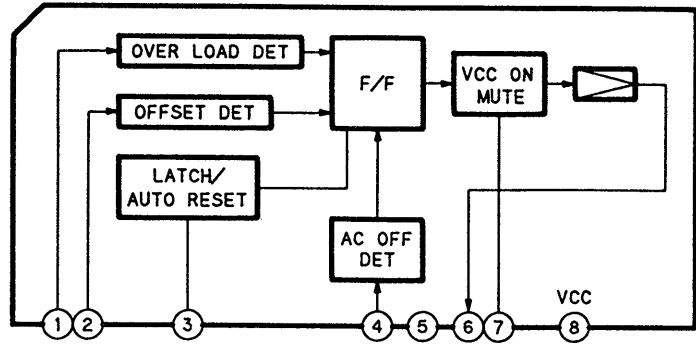 OVER LOAD DET
F/F
VCC ON
MUTE
OFFSET DET
LATCH/
AUTO RESET
AC OFF
DET
VCC
1 2 3 4 5 6 7 8